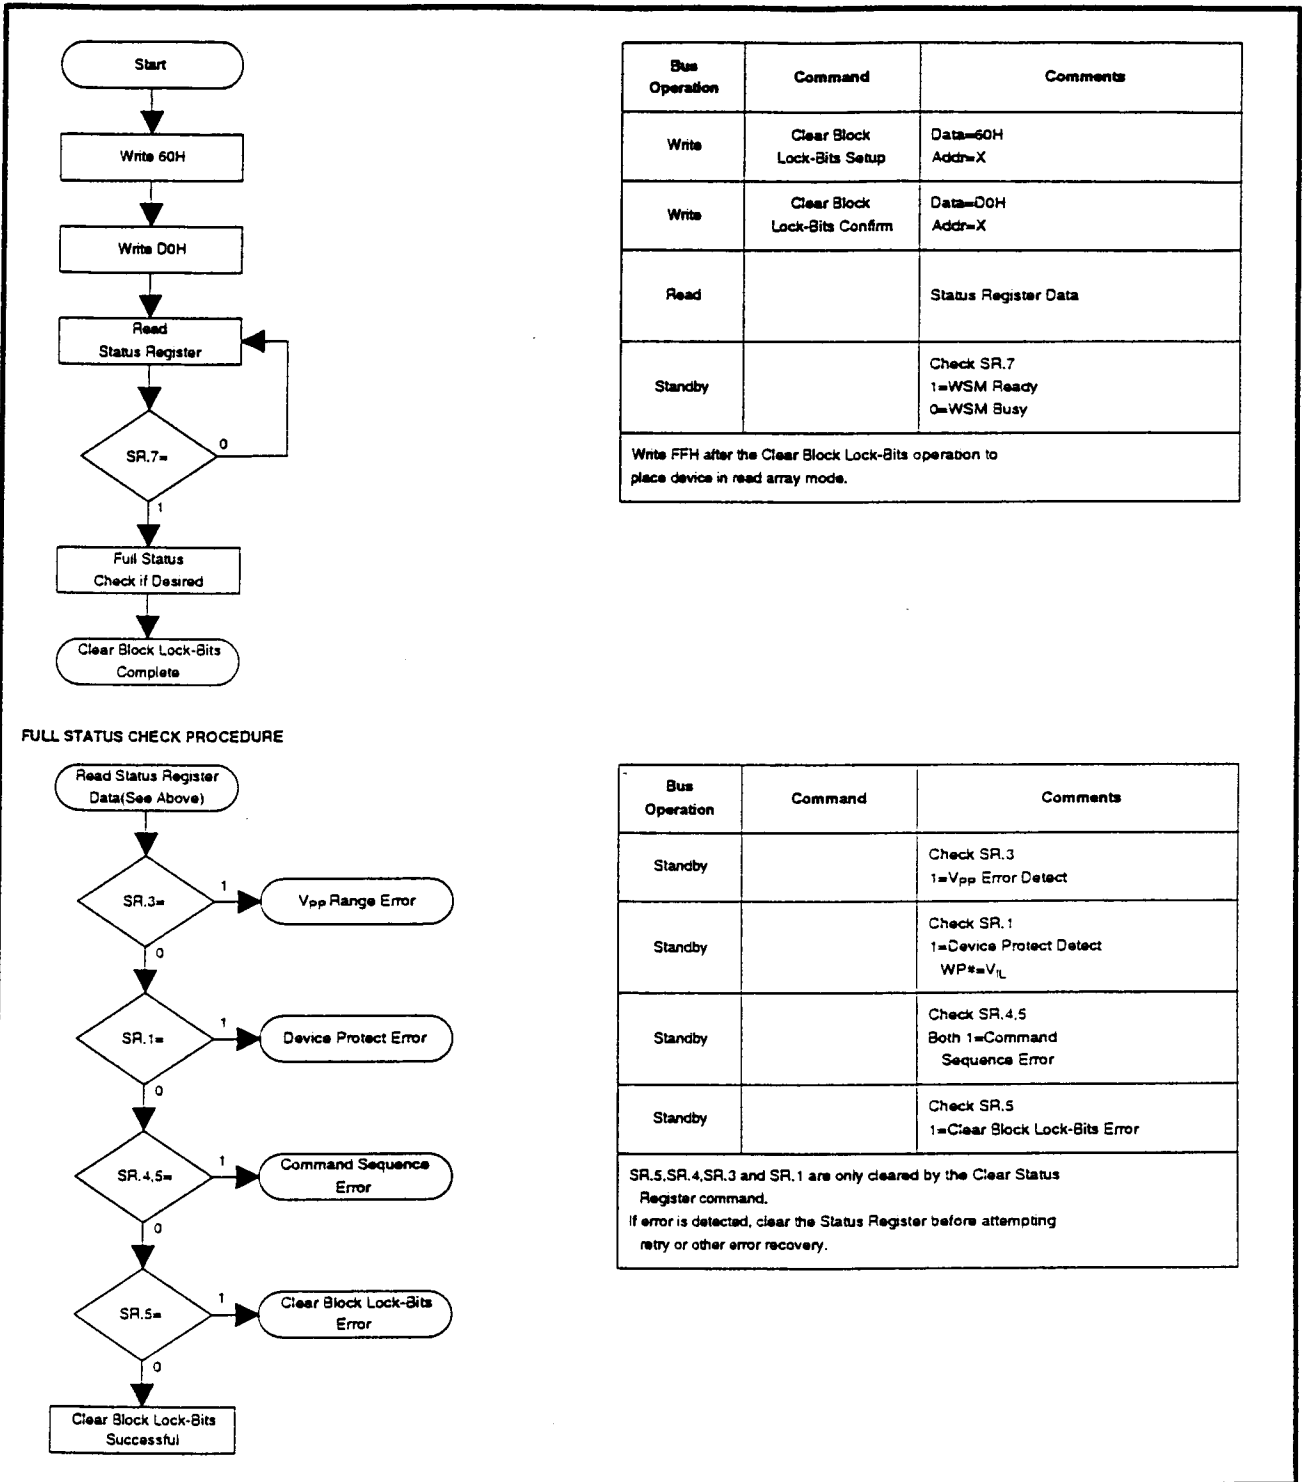 Start
Write 60H
Write D0H
Read
Status Register
SR.7=
0
1
Full Status
Check if Desired
Clear Block Lock-Bits
Complete
Bus
Operation
Command
Comments
Write
Clear Block
Lock-Bits Setup
Data=60H
Addr=X
Write
Clear Block
Lock-Bits Confirm
Data=D0H
Addr=X
Read
Status Register Data
Standby
Check SR.7
1=WSM Ready
0=WSM Busy
Write FFH after the Clear Block Lock-Bits operation to
place device in read array mode.
FULL STATUS CHECK PROCEDURE
Read Status Register
Data(See Above)
SR.3=
1
VPP Range Error
0
SR.1=
1
Device Protect Error
0
SR.4,5=
1
Command Sequence
Error
0
SR.5=
1
Clear Block Lock-Bits
Error
0
Clear Block Lock-Bits
Successful
Bus
Operation
Command
Comments
Standby
Check SR.3
1=VPP Error Detect
Standby
Check SR.1
1=Device Protect Detect
WP#=VIL
Standby
Check SR.4,5
Both 1=Command
Sequence Error
Standby
Check SR.5
1=Clear Block Lock-Bits Error
SR.5,SR.4,SR.3 and SR.1 are only cleared by the Clear Status
Register command.
If error is detected, clear the Status Register before attempting
retry or other error recovery.